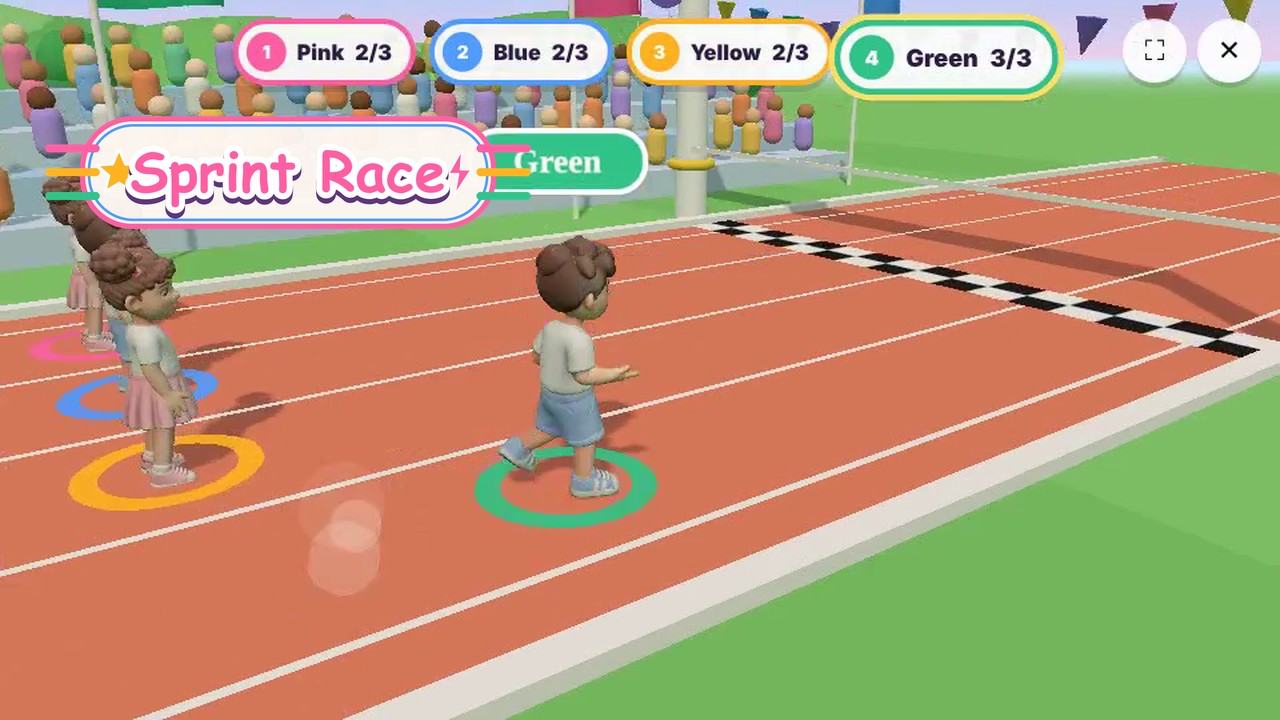 1 Pink 2/3
2 Blue 2/3
3 Yellow 2/3
4 Green 3/3
Sprint Race
Green